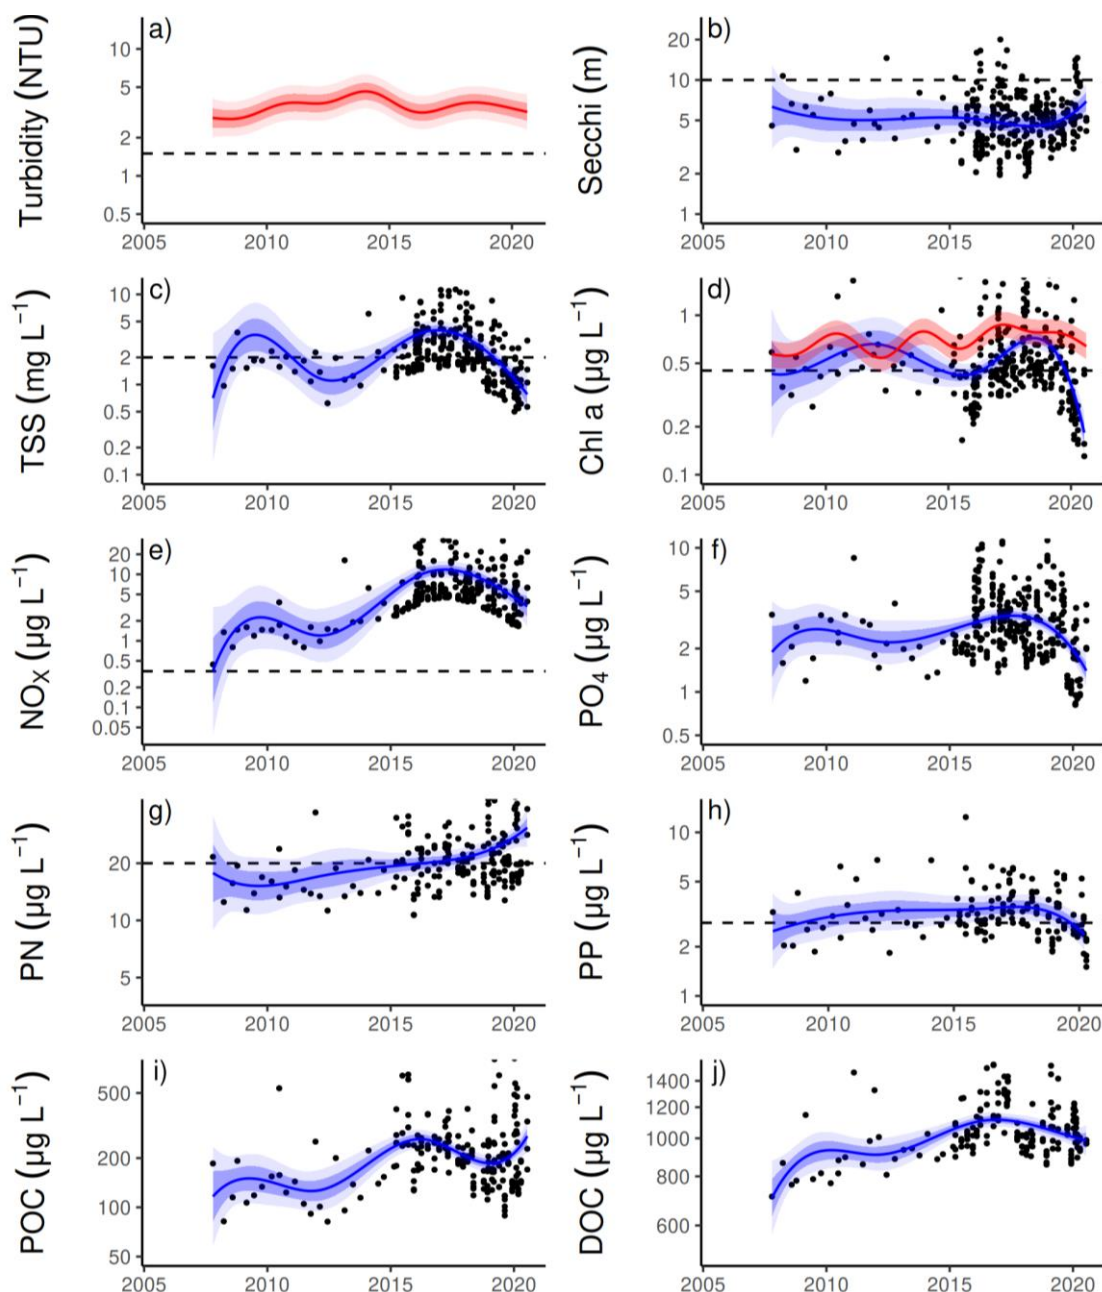 a)
Turbidity (NTU)
10
5
2
1
0.5
2005 2010 2015 2020
b)
Secchi (m)
20
10
5
2
1
2005 2010 2015 2020
c)
TSS (mg L⁻¹)
10
5
2
1
0.5
0.2
0.1
2005 2010 2015 2020
d)
Chl a (µg L⁻¹)
1
0.5
0.2
0.1
2005 2010 2015 2020
e)
NOₓ (µg L⁻¹)
20
10
5
2
1
0.5
0.2
0.1
0.05
2005 2010 2015 2020
f)
PO₄ (µg L⁻¹)
10
5
2
1
0.5
2005 2010 2015 2020
g)
PN (µg L⁻¹)
20
10
5
2005 2010 2015 2020
h)
PP (µg L⁻¹)
10
5
2
1
2005 2010 2015 2020
i)
POC (µg L⁻¹)
500
200
100
50
2005 2010 2015 2020
j)
DOC (µg L⁻¹)
1400
1200
1000
800
600
2005 2010 2015 2020